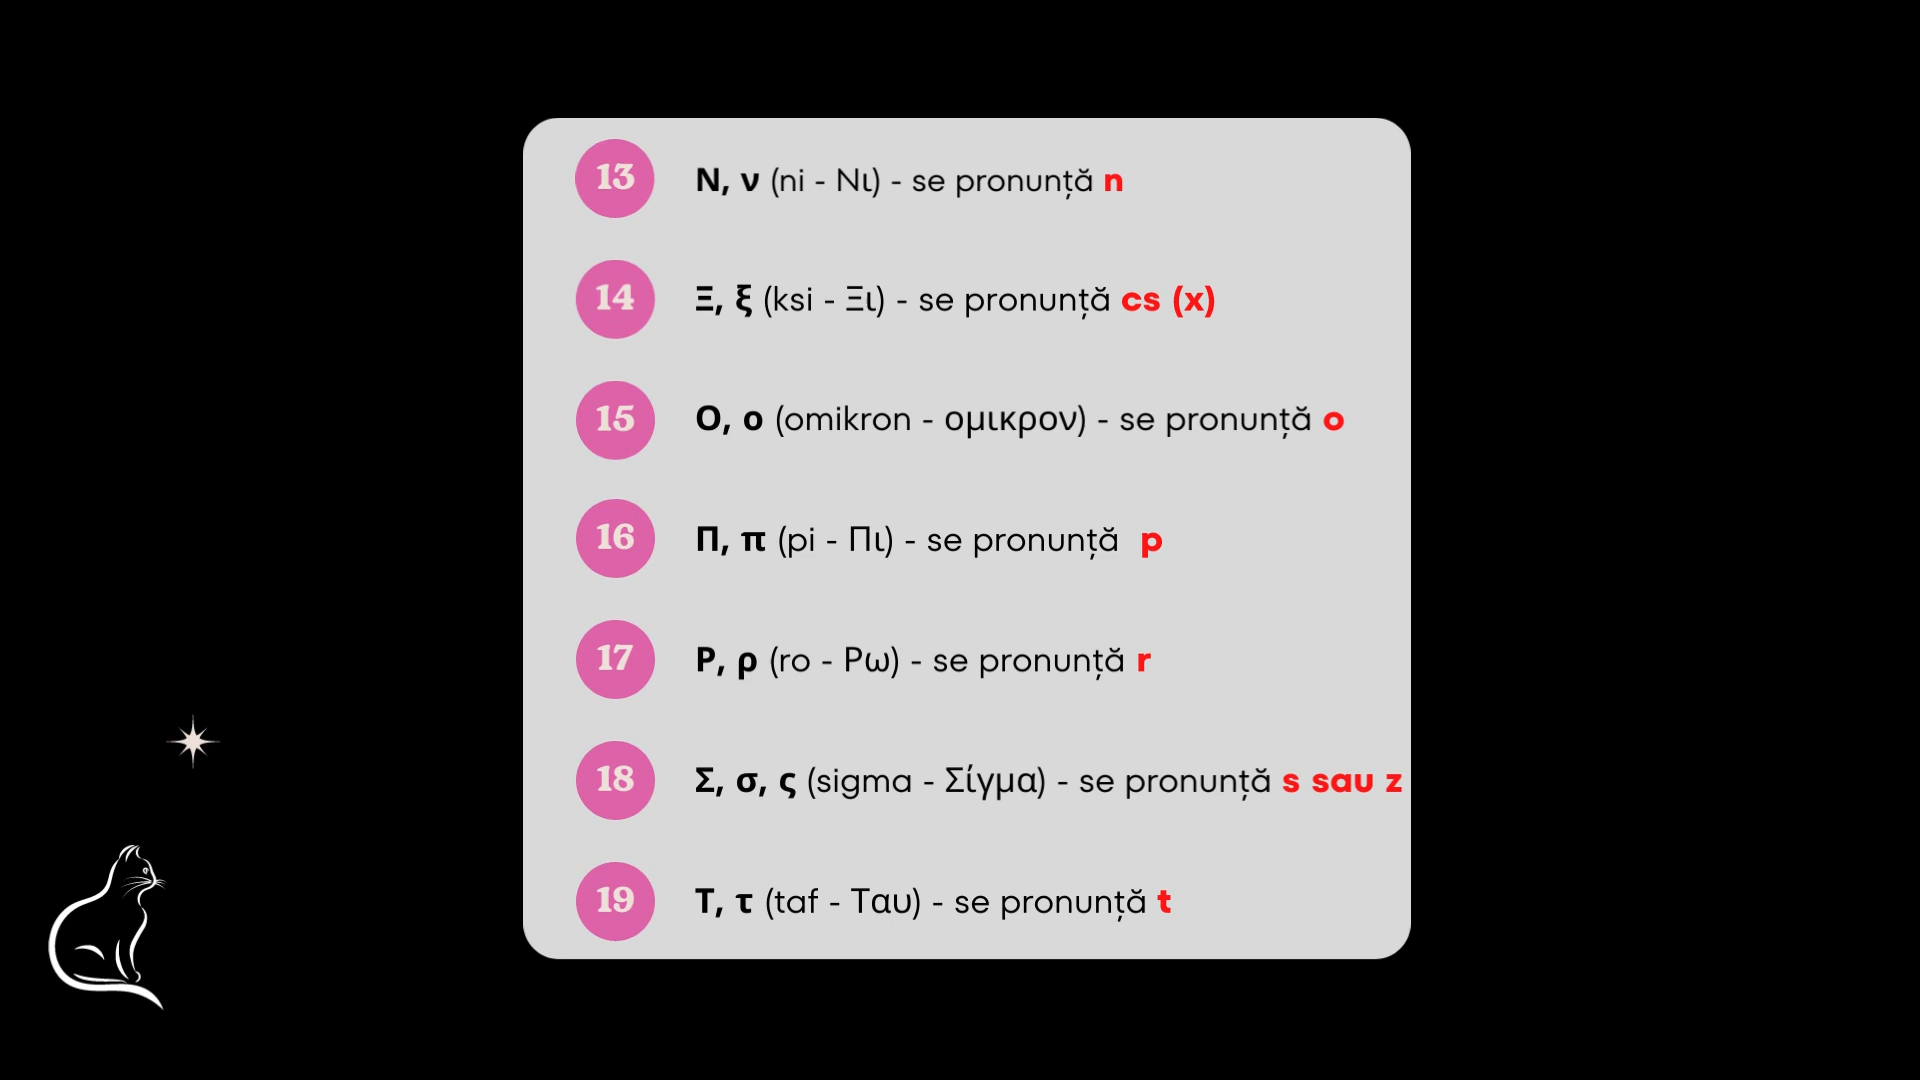 13 Ν, ν (ni - Νι) - se pronunță n
14 Ξ, ξ (ksi - Ξι) - se pronunță cs (x)
15 Ο, ο (omikron - ομικρον) - se pronunță o
16 Π, π (pi - Πι) - se pronunță p
17 Ρ, ρ (ro - Ρω) - se pronunță r
18 Σ, σ, ς (sigma - Σίγμα) - se pronunță s sau z
19 Τ, τ (taf - Ταυ) - se pronunță t